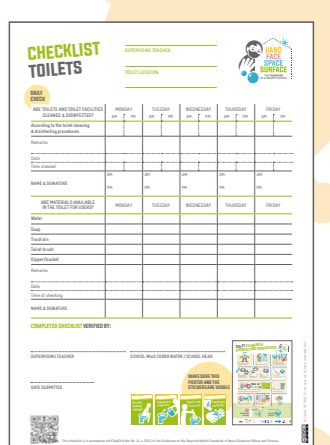 CHECKLIST
TOILETS
SUPERVISING TEACHER
TOILET LOCATION
HAND
FACE
SPACE
SURFACE
DAILY
CHECK
ARE TOILETS AND TOILET FACILITIES
CLEANED & DISINFECTED?
MONDAY TUESDAY WEDNESDAY THURSDAY FRIDAY
AM PM AM PM AM PM AM PM AM PM
According to the toilet cleaning
& disinfecting procedures
Remarks
Date
Time cleaned
NAME & SIGNATURE
AM AM AM AM AM
PM PM PM PM PM
ARE MATERIALS AVAILABLE
IN THE TOILET FOR USERS?
MONDAY TUESDAY WEDNESDAY THURSDAY FRIDAY
Water
Soap
Trash bin
Toilet brush
Dipper/bucket
Remarks
Date
Time of checking
NAME & SIGNATURE
COMPLETED CHECKLIST VERIFIED BY:
SUPERVISING TEACHER
SCHOOL WinS COORDINATOR / SCHOOL HEAD
DATE SUBMITTED
MAKE SURE THIS
POSTER AND THE
STICKERS ARE VISIBLE